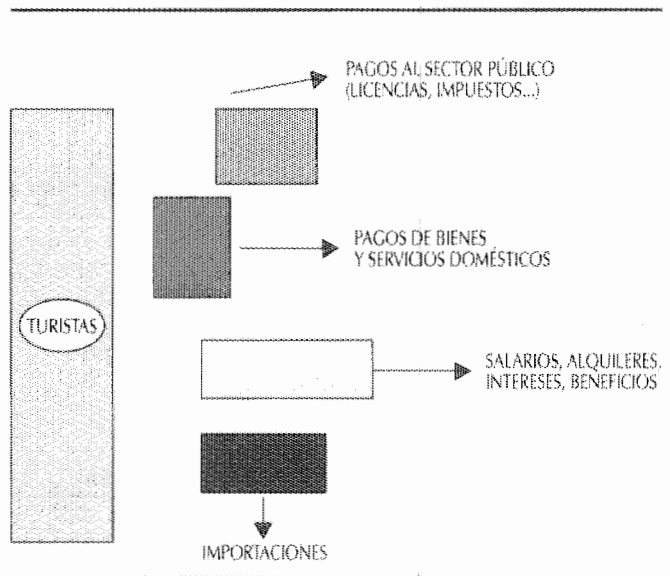 PAGOS AL SECTOR PÚBLICO
(LICENCIAS, IMPUESTOS...)
PAGOS DE BIENES
Y SERVICIOS DOMÉSTICOS
TURISTAS
SALARIOS, ALQUILERES,
INTERESES, BENEFICIOS
IMPORTACIONES